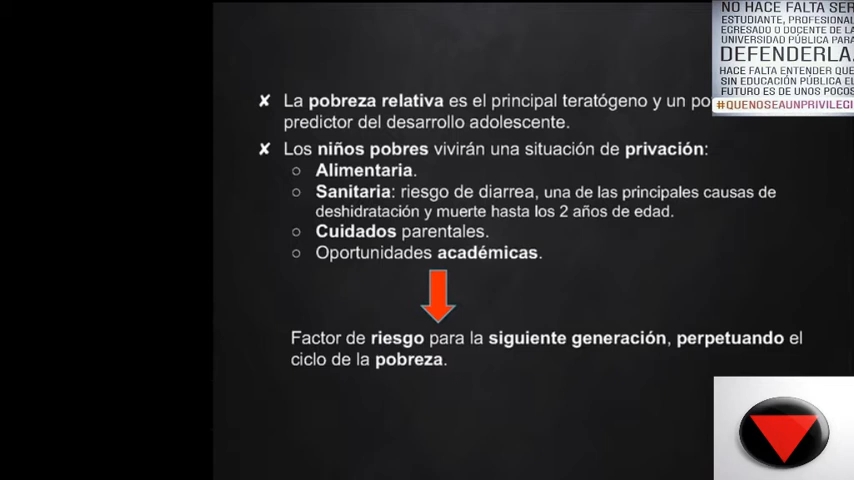 NO HACE FALTA SER
ESTUDIANTE, PROFESIONAL
EGRESADO O DOCENTE DE LA
UNIVERSIDAD PÚBLICA PARA
DEFENDERLA.
HACE FALTA ENTENDER QUE
SIN EDUCACIÓN PÚBLICA EL
FUTURO ES DE UNOS POCOS
#QUENOSEAUNPRIVILEGI
✘ La pobreza relativa es el principal teratógeno y un
predictor del desarrollo adolescente.
✘ Los niños pobres vivirán una situación de privación:
○ Alimentaria.
○ Sanitaria: riesgo de diarrea, una de las principales causas de
deshidratación y muerte hasta los 2 años de edad.
○ Cuidados parentales.
○ Oportunidades académicas.
Factor de riesgo para la siguiente generación, perpetuando el
ciclo de la pobreza.